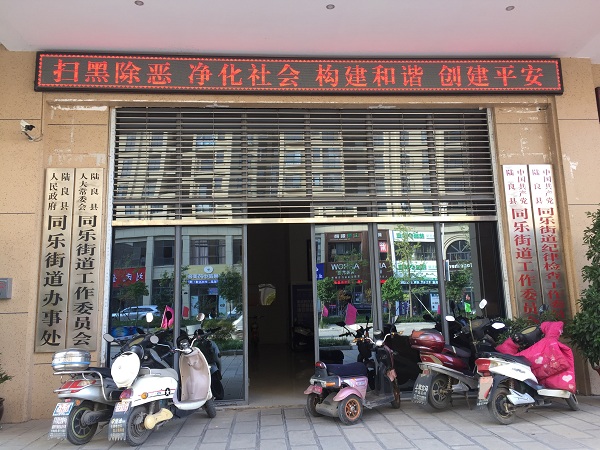 扫黑除恶 净化社会 构建和谐 创建平安
陆良县
人民政府
同乐街道办事处
陆良县
人大常委会
同乐街道工作委员会
中国共产党
陆良县
同乐街道工作委员
中国共产党
陆良县
同乐街道纪律检查工作委